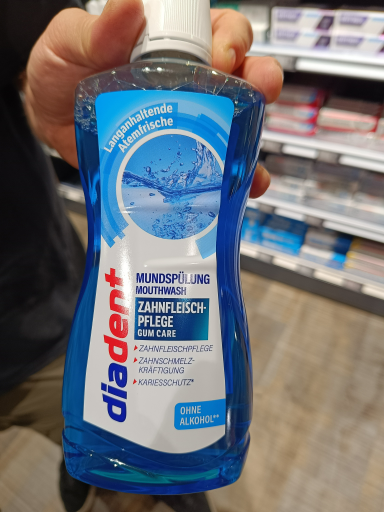 Langanhaltende
Atemfrische
diadent
MUNDSPÜLUNG
MOUTHWASH
ZAHNFLEISCH-
PFLEGE
GUM CARE
ZAHNFLEISCHPFLEGE
ZAHNSCHMELZ-
KRÄFTIGUNG
KARIESSCHUTZ*
OHNE
ALKOHOL**